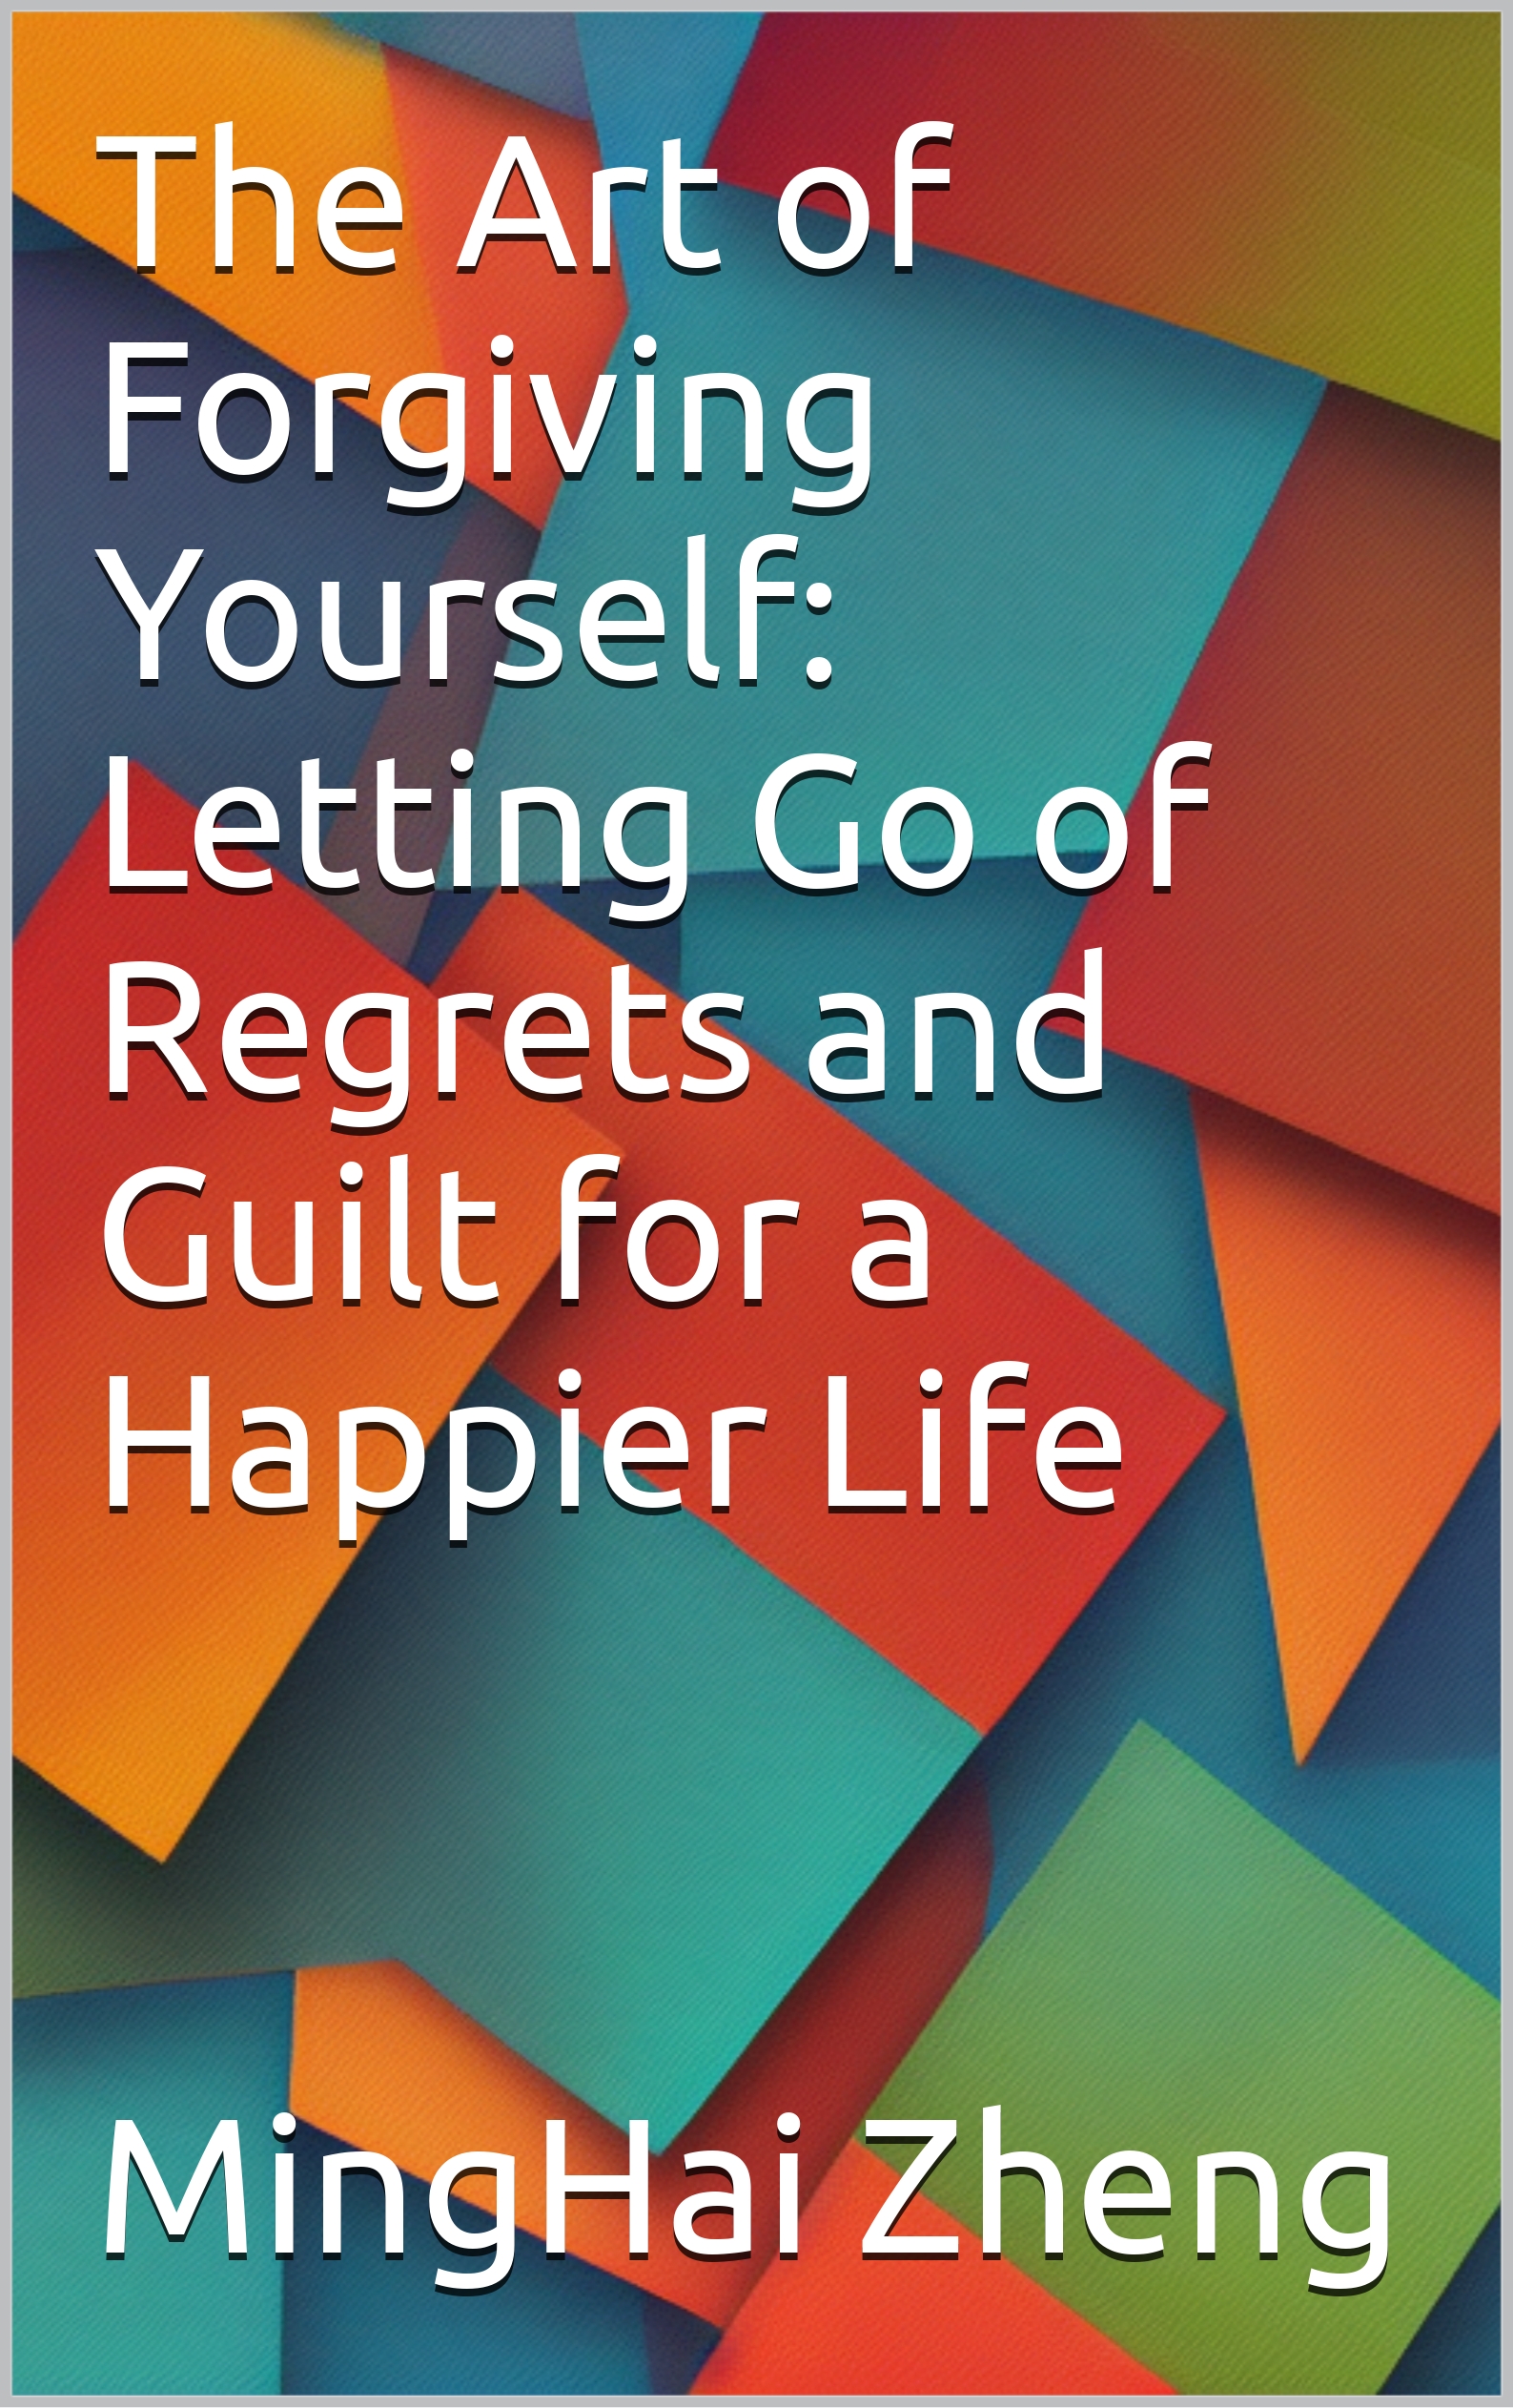 The Art of
Forgiving
Yourself:
Letting Go of
Regrets and
Guilt for a
Happier Life
MingHai Zheng